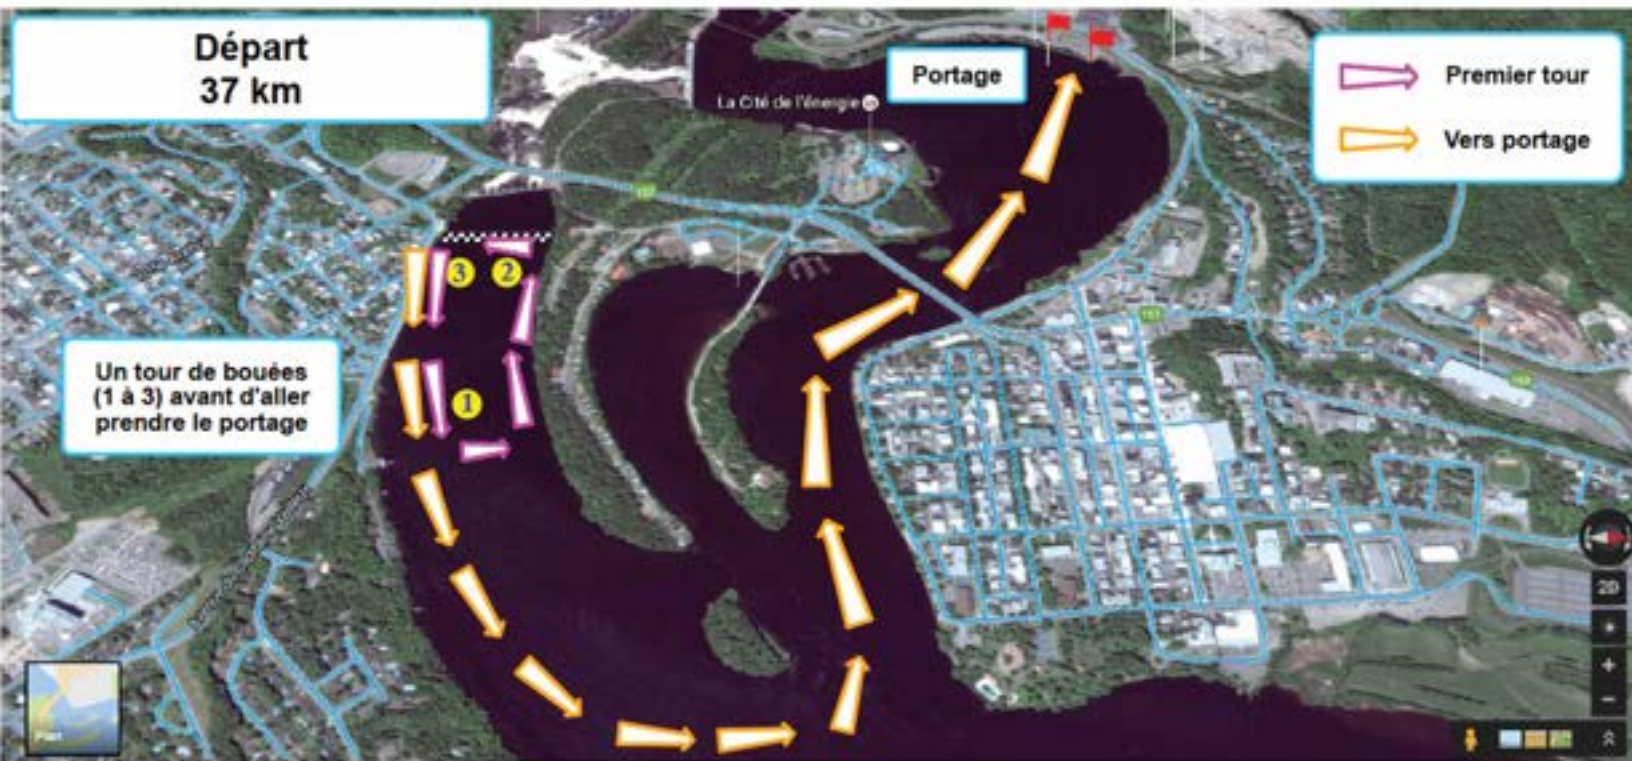 Départ
37 km
Portage
La Cité de l'énergie
Premier tour
Vers portage
157
3
2
Un tour de bouées
(1 à 3) avant d'aller
prendre le portage
1
2D
Plan